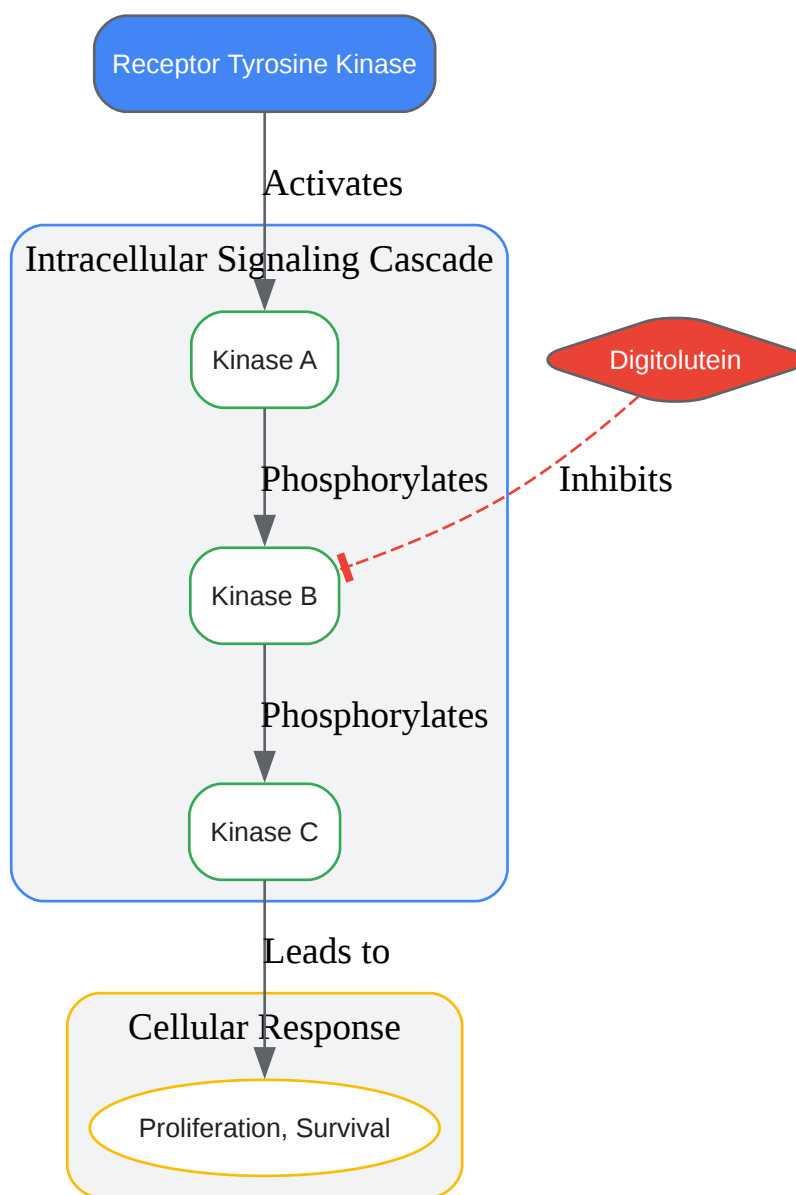 Receptor Tyrosine Kinase
Activates
Intracellular Signaling Cascade
Kinase A
Digitolutein
Phosphorylates
Inhibits
Kinase B
Phosphorylates
Kinase C
Leads to
Cellular Response
Proliferation, Survival